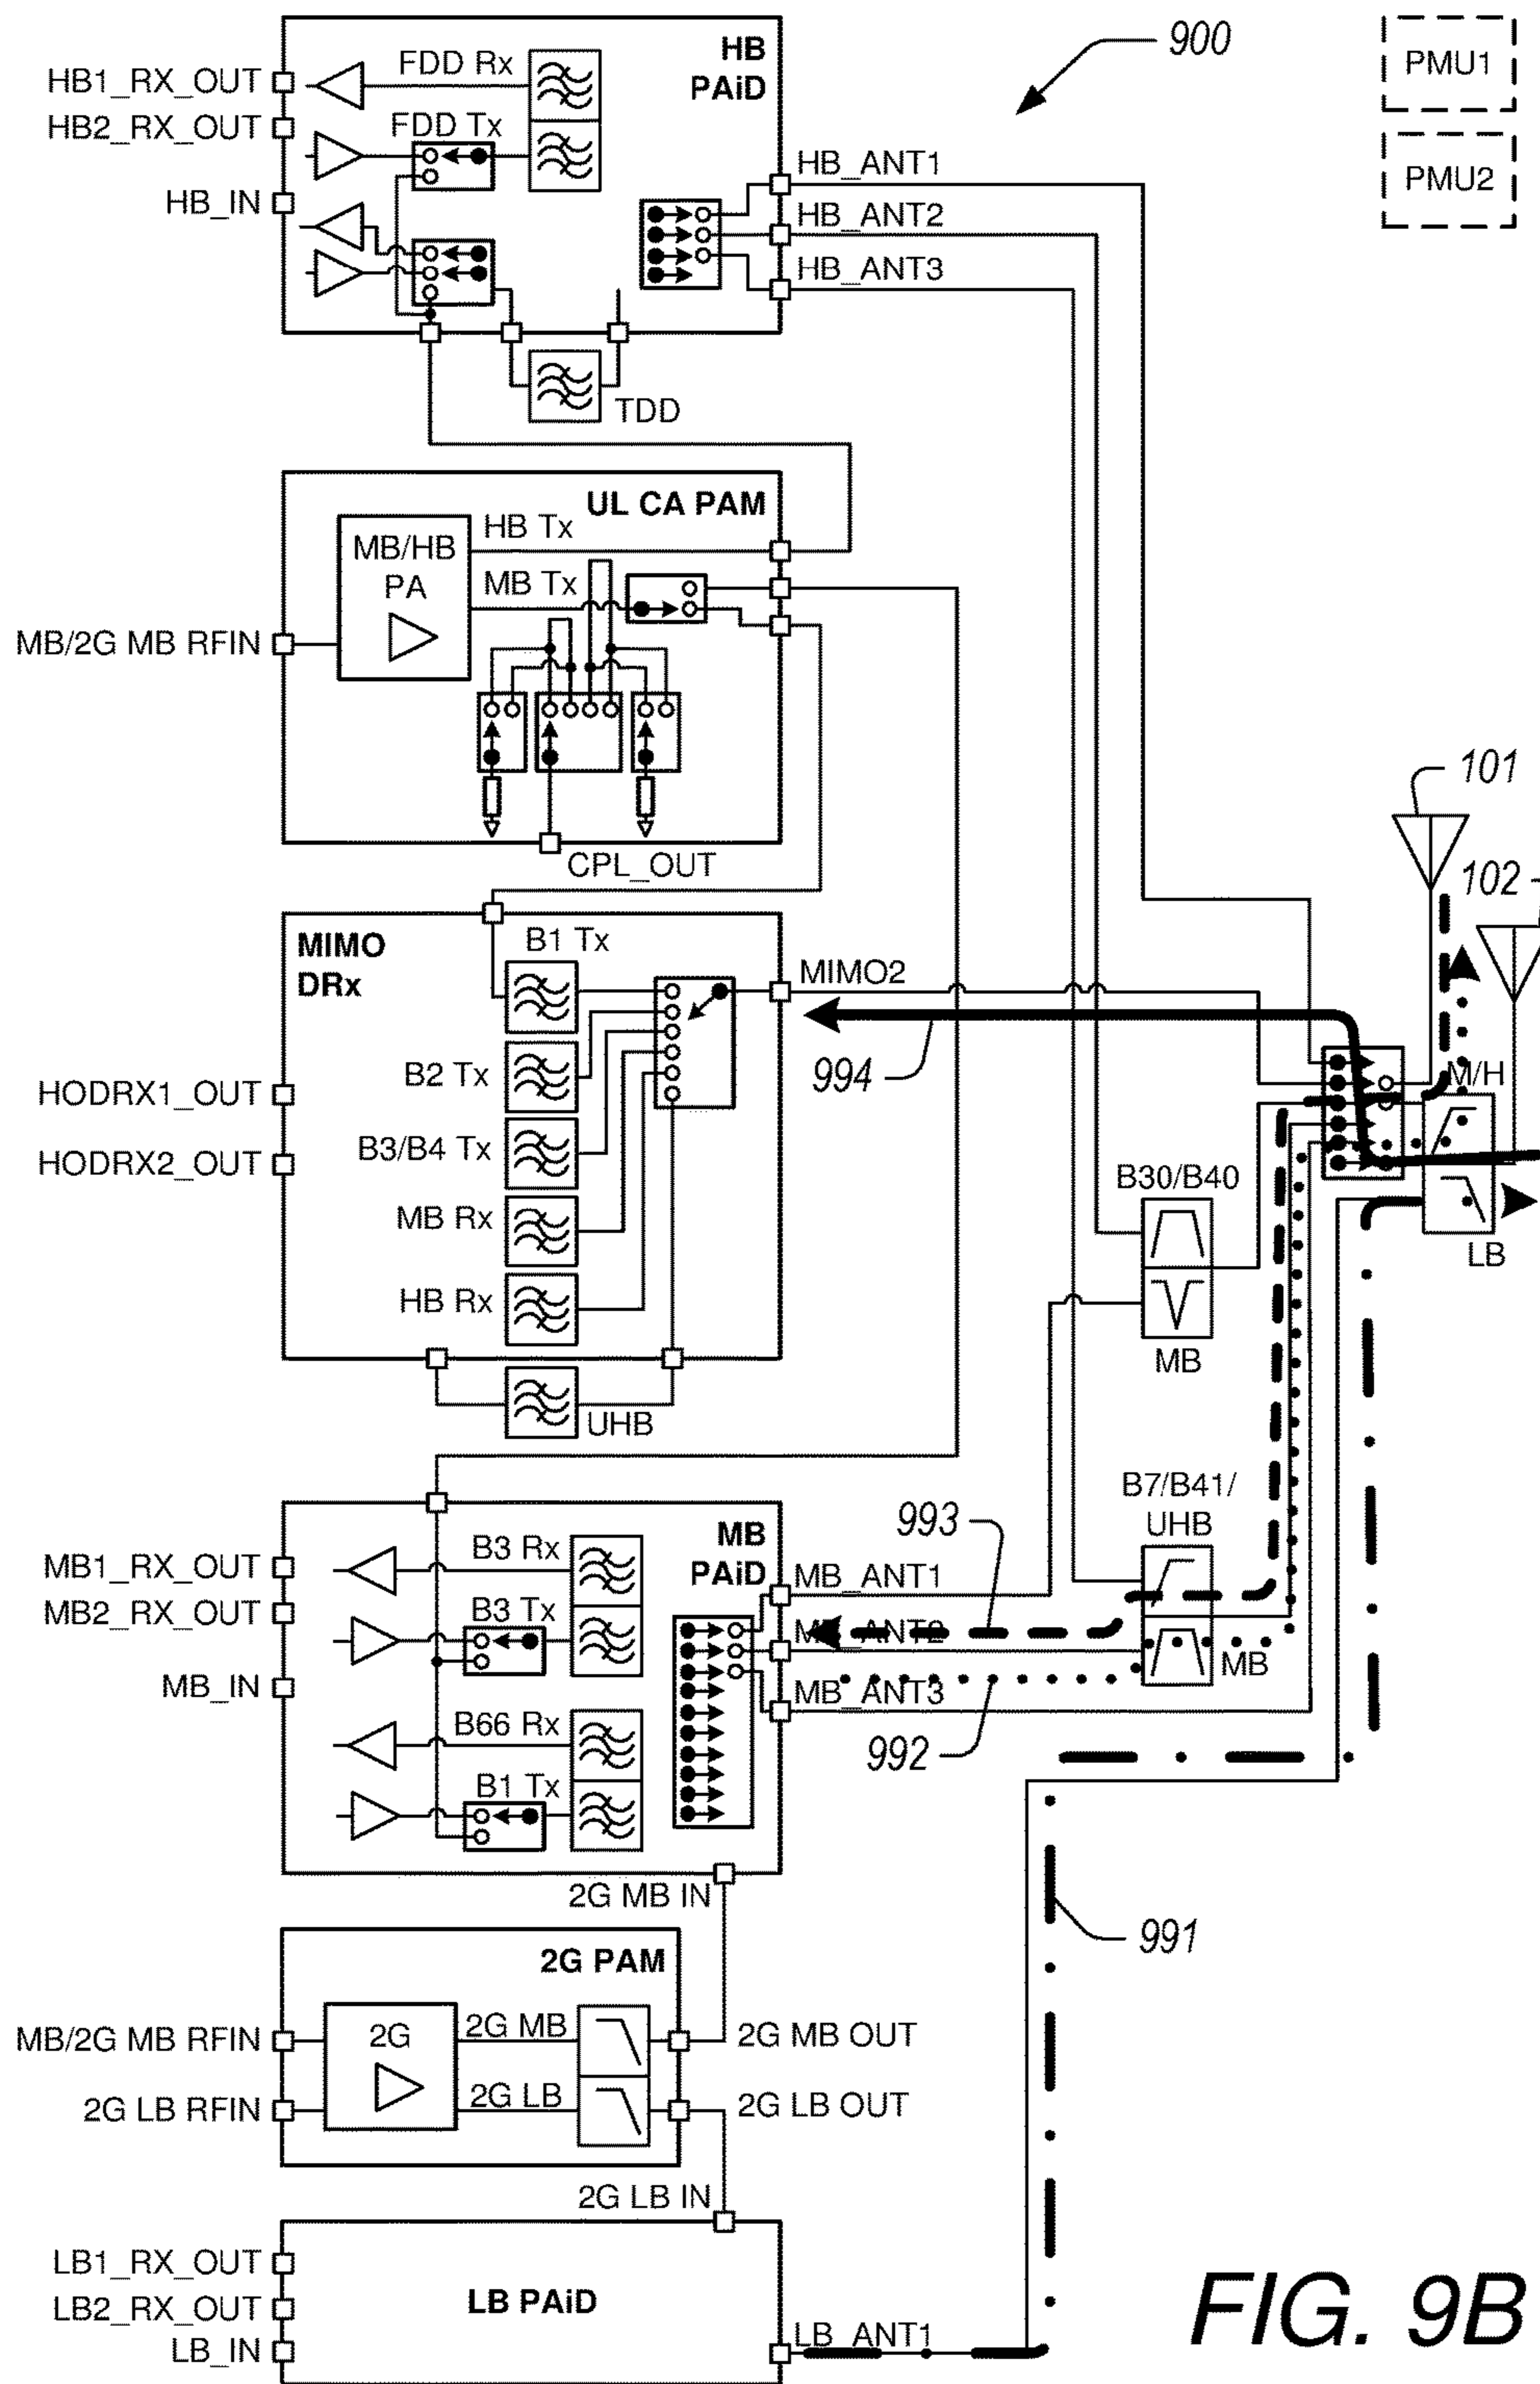 HB
PAiD
FDD Rx
HB1_RX_OUT
HB2_RX_OUT
FDD Tx
HB_IN
HB_ANT1
HB_ANT2
HB_ANT3
TDD
900
PMU1
PMU2
UL CA PAM
MB/HB
PA
HB Tx
MB Tx
MB/2G MB RFIN
CPL_OUT
101
102
MIMO
DRx
B1 Tx
MIMO2
B2 Tx
994
HODRX1_OUT
B3/B4 Tx
HODRX2_OUT
MB Rx
HB Rx
UHB
M/H
LB
B30/B40
MB
B7/B41/
UHB
MB
993
MB
PAiD
B3 Rx
MB1_RX_OUT
MB2_RX_OUT
B3 Tx
MB_IN
MB_ANT1
MB_ANT2
MB_ANT3
992
B66 Rx
B1 Tx
2G MB IN
991
2G PAM
2G
2G MB
2G LB
MB/2G MB RFIN
2G LB RFIN
2G MB OUT
2G LB OUT
2G LB IN
LB1_RX_OUT
LB2_RX_OUT
LB_IN
LB PAiD
LB_ANT1
FIG. 9B